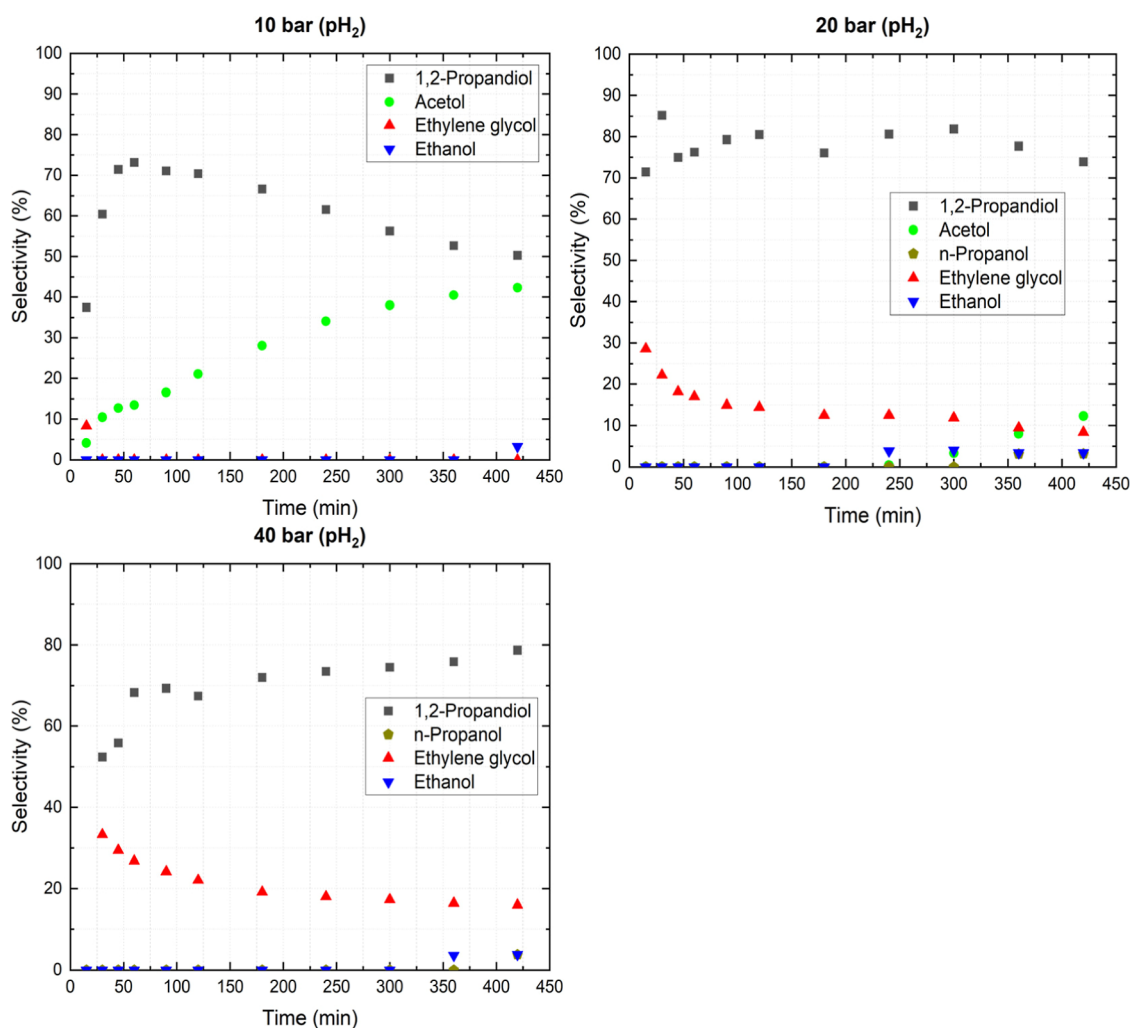 10 bar (pH₂)
100
90
80
70
60
50
40
30
20
10
0
Selectivity (%)
1,2-Propandiol
Acetol
Ethylene glycol
Ethanol
0 50 100 150 200 250 300 350 400 450
Time (min)
20 bar (pH₂)
100
90
80
70
60
50
40
30
20
10
0
Selectivity (%)
1,2-Propandiol
Acetol
n-Propanol
Ethylene glycol
Ethanol
0 50 100 150 200 250 300 350 400 450
Time (min)
40 bar (pH₂)
100
80
60
40
20
0
Selectivity (%)
1,2-Propandiol
n-Propanol
Ethylene glycol
Ethanol
0 50 100 150 200 250 300 350 400 450
Time (min)